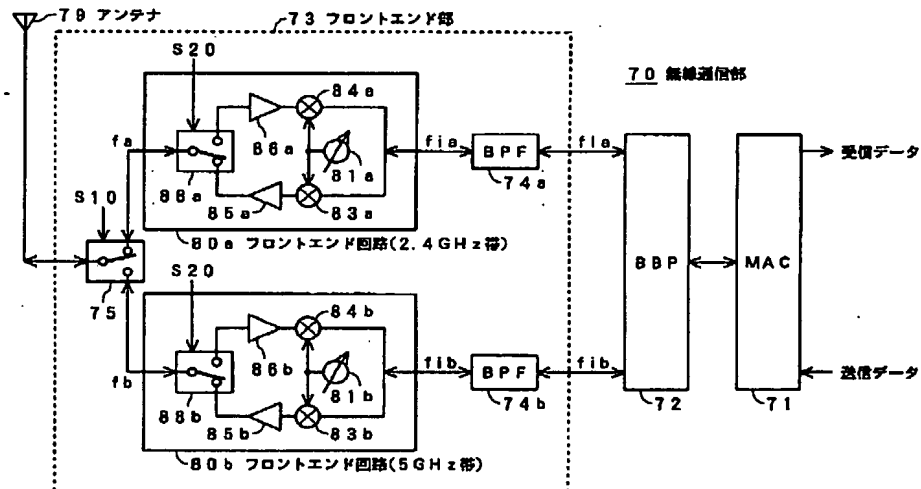 79 アンテナ
73 フロントエンド部
S20
70 無線通信部
84a
86a
81a
fa
88a
85a
83a
fia
BPF
74a
fia
受信データ
S10
80a フロントエンド回路(2.4GHz帯)
75
BBP
MAC
S20
84b
86b
81b
fb
88b
85b
83b
fib
BPF
74b
fib
送信データ
72
71
80b フロントエンド回路(5GHz帯)